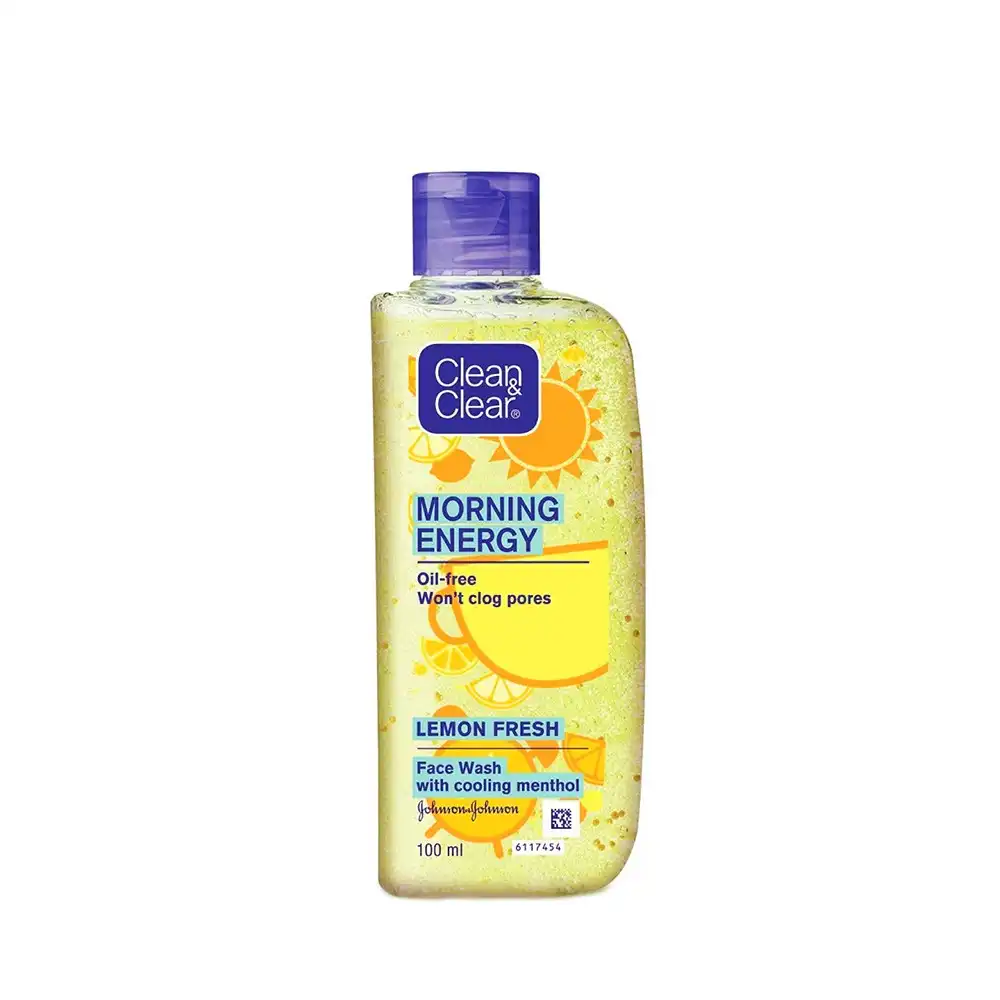 Clean
&
Clear®
MORNING
ENERGY
Oil-free
Won't clog pores
LEMON FRESH
Face Wash
with cooling menthol
Johnson&Johnson
100 ml
6117454